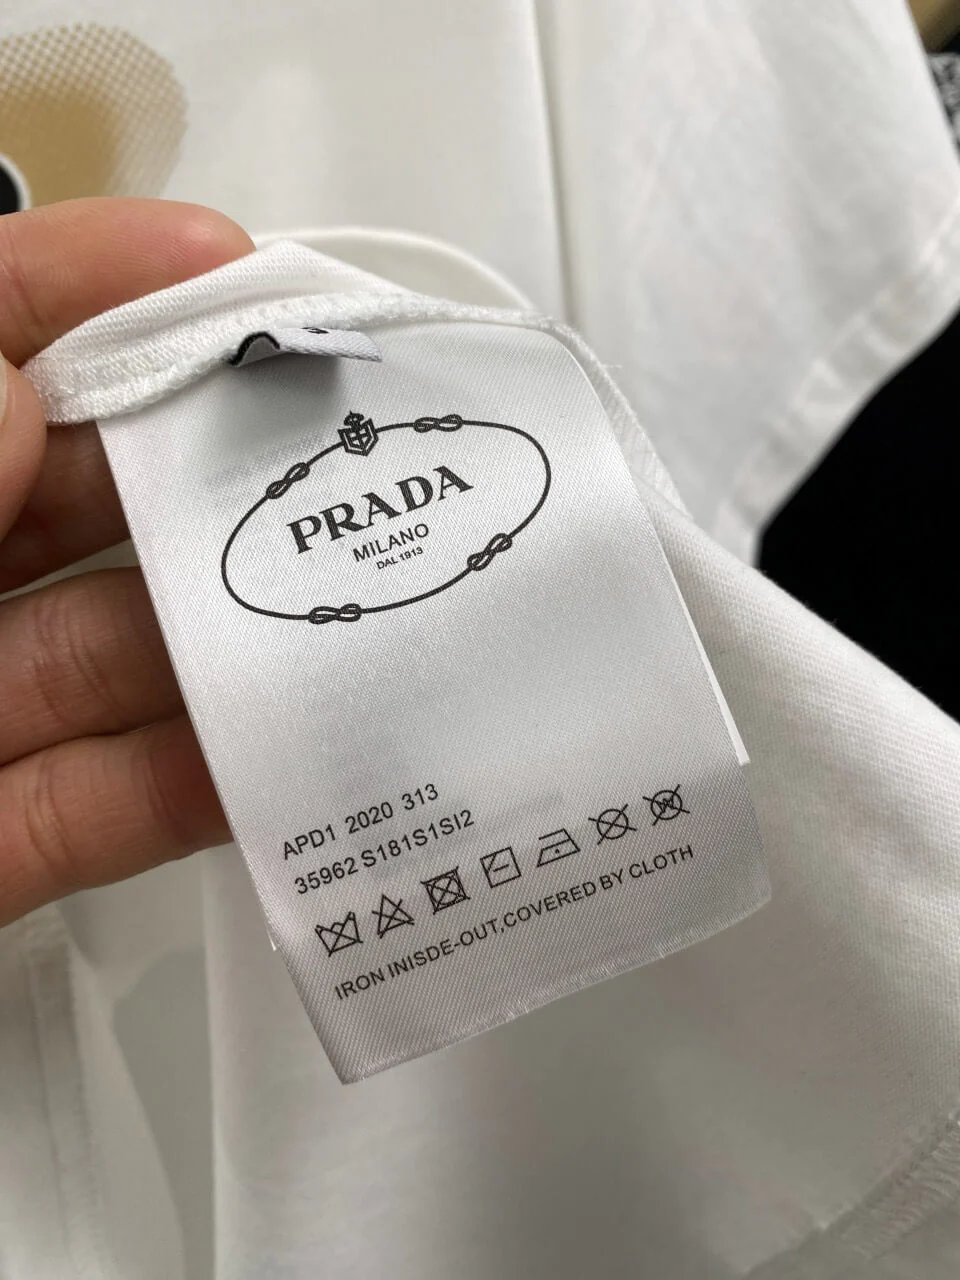 PRADA
MILANO
DAL 1913
APD1 2020 313
35962 S181S1SI2
IRON INISDE-OUT,COVERED BY CLOTH